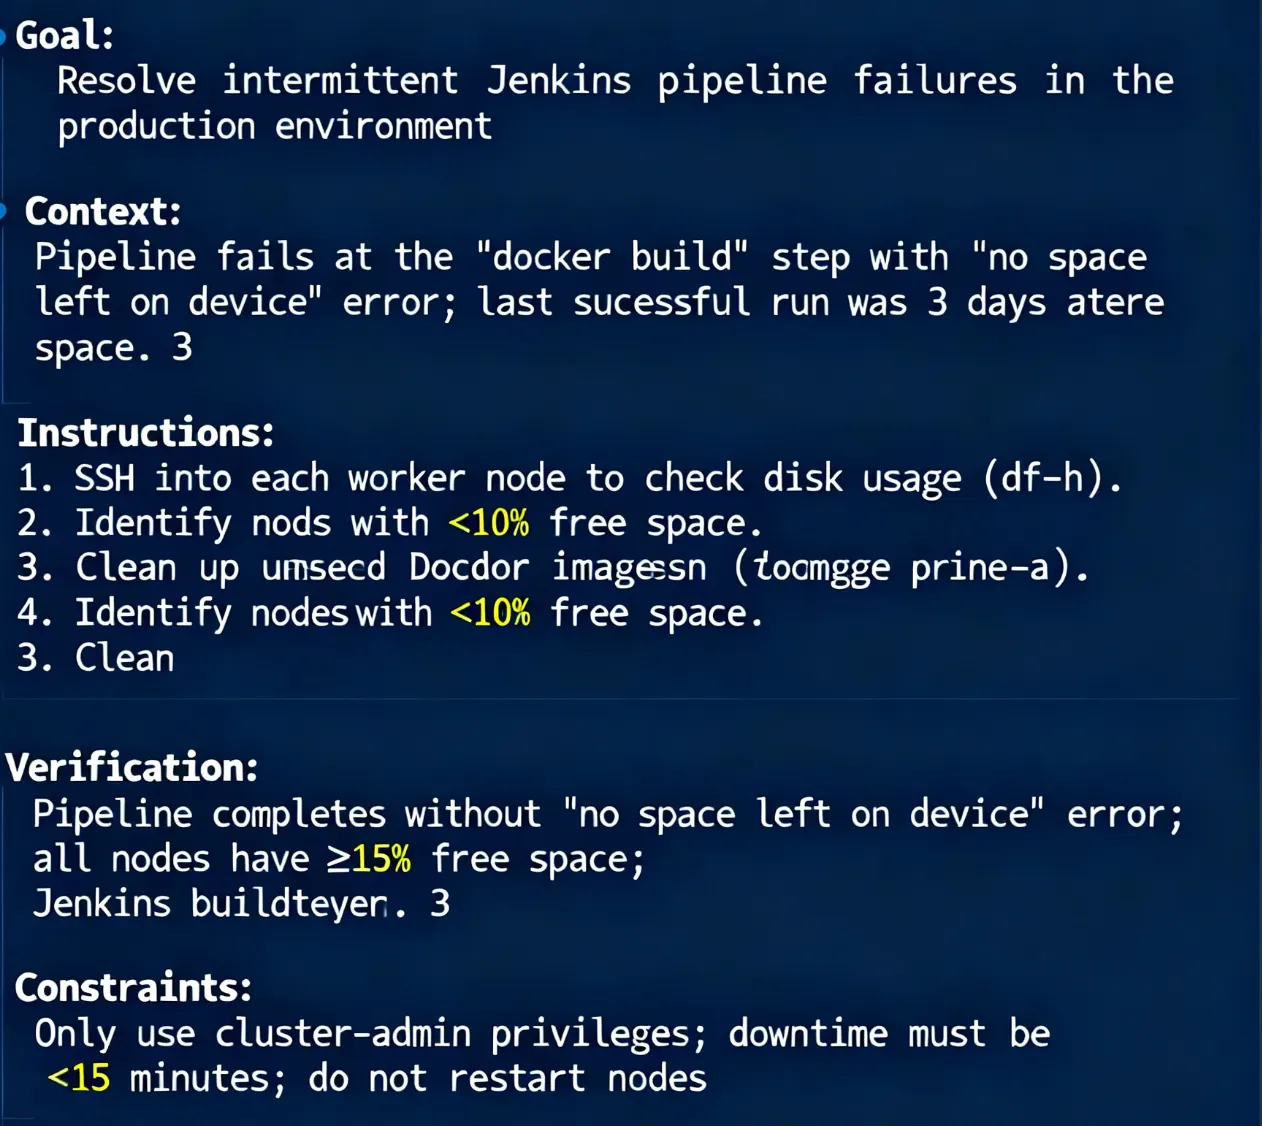 Goal:
Resolve intermittent Jenkins pipeline failures in the
production environment
Context:
Pipeline fails at the "docker build" step with "no space
left on device" error; last sucessful run was 3 days atere
space. 3
Instructions:
1. SSH into each worker node to check disk usage (df-h).
2. Identify nods with <10% free space.
3. Clean up Docdor (prine-a).
4. Identify nodes with <10% free space.
3. Clean
Verification:
Pipeline completes without "no space left on device" error;
all nodes have ≥15% free space;
Jenkins buildteyer. 3
Constraints:
Only use cluster-admin privileges; downtime must be
<15 minutes; do not restart nodes